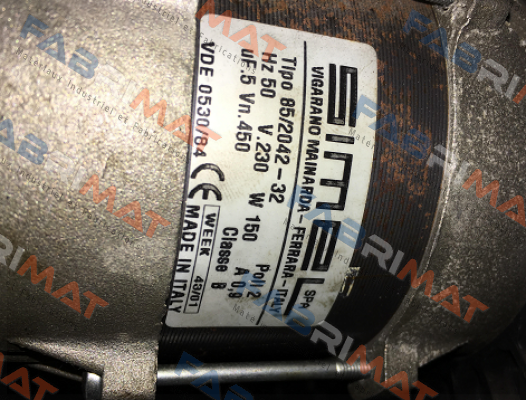 SIMEL SPA
VIGARANO MAINARDA - FERRARA - ITALY
Tipo 85/2042-32
Hz 50 V.230 W 150 Poli 2
uF.5 Vn.450 Classe B A 0,9
VDE 0530/84 CE WEEK 43/01
MADE IN ITALY
FABRIMAT
FABRIMAT
FABRIMAT